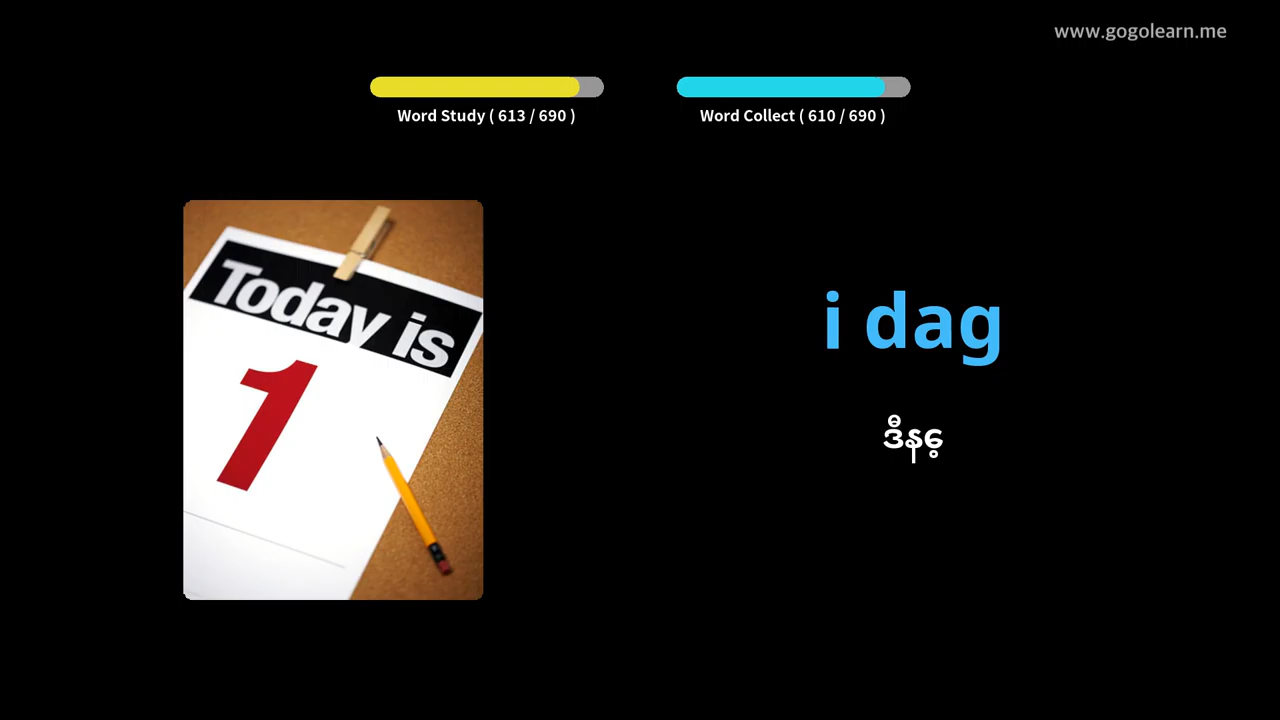 www.gogolearn.me
Word Study ( 613 / 690 )
Word Collect ( 610 / 690 )
Today is
1
i dag
ဒီနေ့